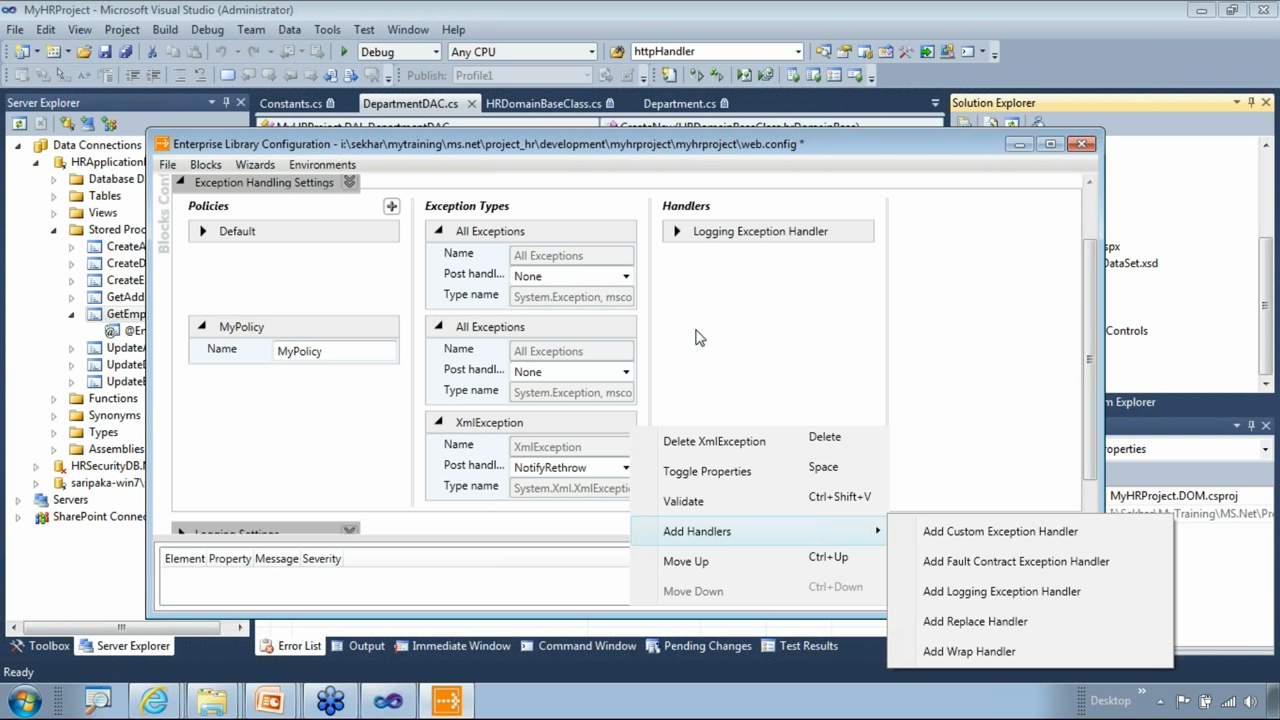 MyHRProject - Microsoft Visual Studio (Administrator)
File Edit View Project Build Debug Team Data Tools Test Window Help
Debug Any CPU httpHandler
Publish: Profile1
Server Explorer
Constants.cs DepartmentDAC.cs HRDomainBaseClass.cs Department.cs
Solution Explorer
Data Connections
HRApplication
Database D
Tables
Views
Stored Proc
CreateA
CreateD
CreateE
GetAdd
GetEmp
@En
UpdateA
UpdateD
UpdateE
Functions
Synonyms
Types
Assemblies
HRSecurityDB.M
saripaka-win7\
Servers
SharePoint Connec
Enterprise Library Configuration - i:\sekhar\mytraining\ms.net\project_hr\development\myhrproject\myhrproject\web.config *
File Blocks Wizards Environments
Exception Handling Settings
Policies
Default
MyPolicy
Name MyPolicy
Exception Types
All Exceptions
Name All Exceptions
Post handl... None
Type name System.Exception, msco
All Exceptions
Name All Exceptions
Post handl... None
Type name System.Exception, msco
XmlException
Name XmlException
Post handl... NotifyRethrow
Type name System.Xml.XmlExceptio
Handlers
Logging Exception Handler
Delete XmlException Delete
Toggle Properties Space
Validate Ctrl+Shift+V
Add Handlers
Move Up Ctrl+Up
Move Down Ctrl+Down
Add Custom Exception Handler
Add Fault Contract Exception Handler
Add Logging Exception Handler
Add Replace Handler
Add Wrap Handler
Element Property Message Severity
spx
DataSet.xsd
Controls
m Explorer
operties
MyHRProject.DOM.csproj
Toolbox Server Explorer
Error List Output Immediate Window Command Window Pending Changes Test Results
Ready
Desktop